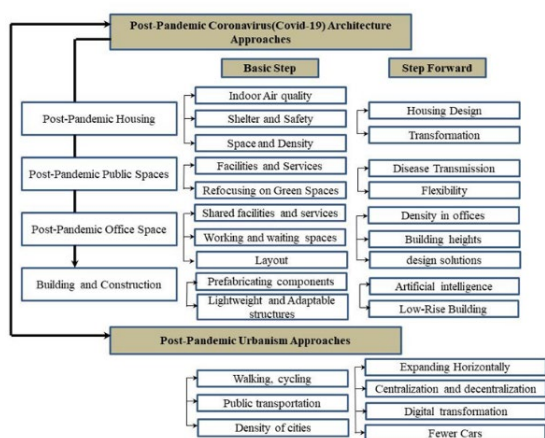 Post-Pandemic Coronavirus(Covid-19) Architecture
Approaches
Basic Step
Step Forward
Post-Pandemic Housing
Indoor Air quality
Shelter and Safety
Space and Density
Housing Design
Transformation
Post-Pandemic Public Spaces
Facilities and Services
Refocusing on Green Spaces
Disease Transmission
Flexibility
Post-Pandemic Office Space
Shared facilities and services
Working and waiting spaces
Layout
Density in offices
Building heights
design solutions
Building and Construction
Prefabricating components
Lightweight and Adaptable
structures
Artificial intelligence
Low-Rise Building
Post-Pandemic Urbanism Approaches
Walking, cycling
Public transportation
Density of cities
Expanding Horizontally
Centralization and decentralization
Digital transformation
Fewer Cars